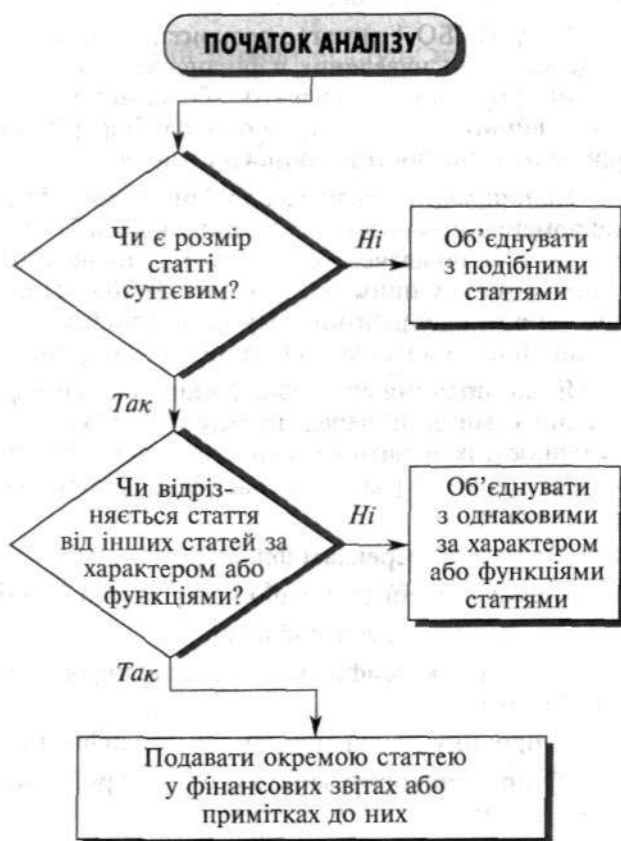 ПОЧАТОК АНАЛІЗУ
Чи є розмір
статті
суттєвим?
Ні
Об’єднувати
з подібними
статтями
Так
Чи відріз-
няється стаття
від інших статей за
характером або
функціями?
Ні
Об’єднувати
з однаковими
за характером
або функціями
статтями
Так
Подавати окремою статтею
у фінансових звітах або
примітках до них